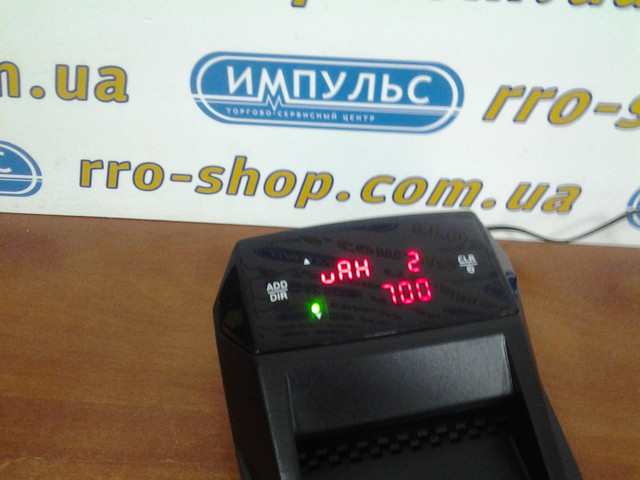 m.ua
ИМПУЛЬС
ТОРГОВО-СЕРВИСНЫЙ ЦЕНТР
rro-s
С
rro-shop.com.ua
uAH 2
700
ADD
DIR
CLR